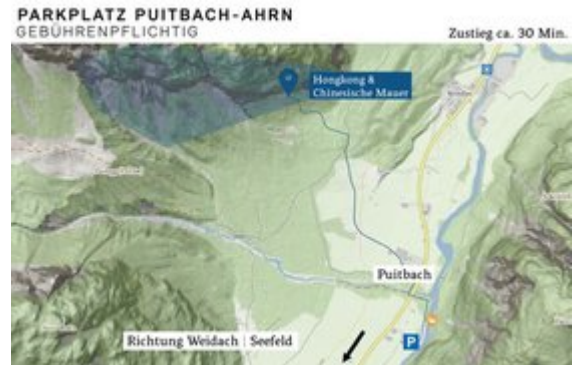 PARKPLATZ PUITBACH-AHRN
GEBÜHRENPFLICHTIG
Zustieg ca. 30 Min.
Hongkong &
Chinesische Mauer
Puitbach
Richtung Weidach | Seefeld
P